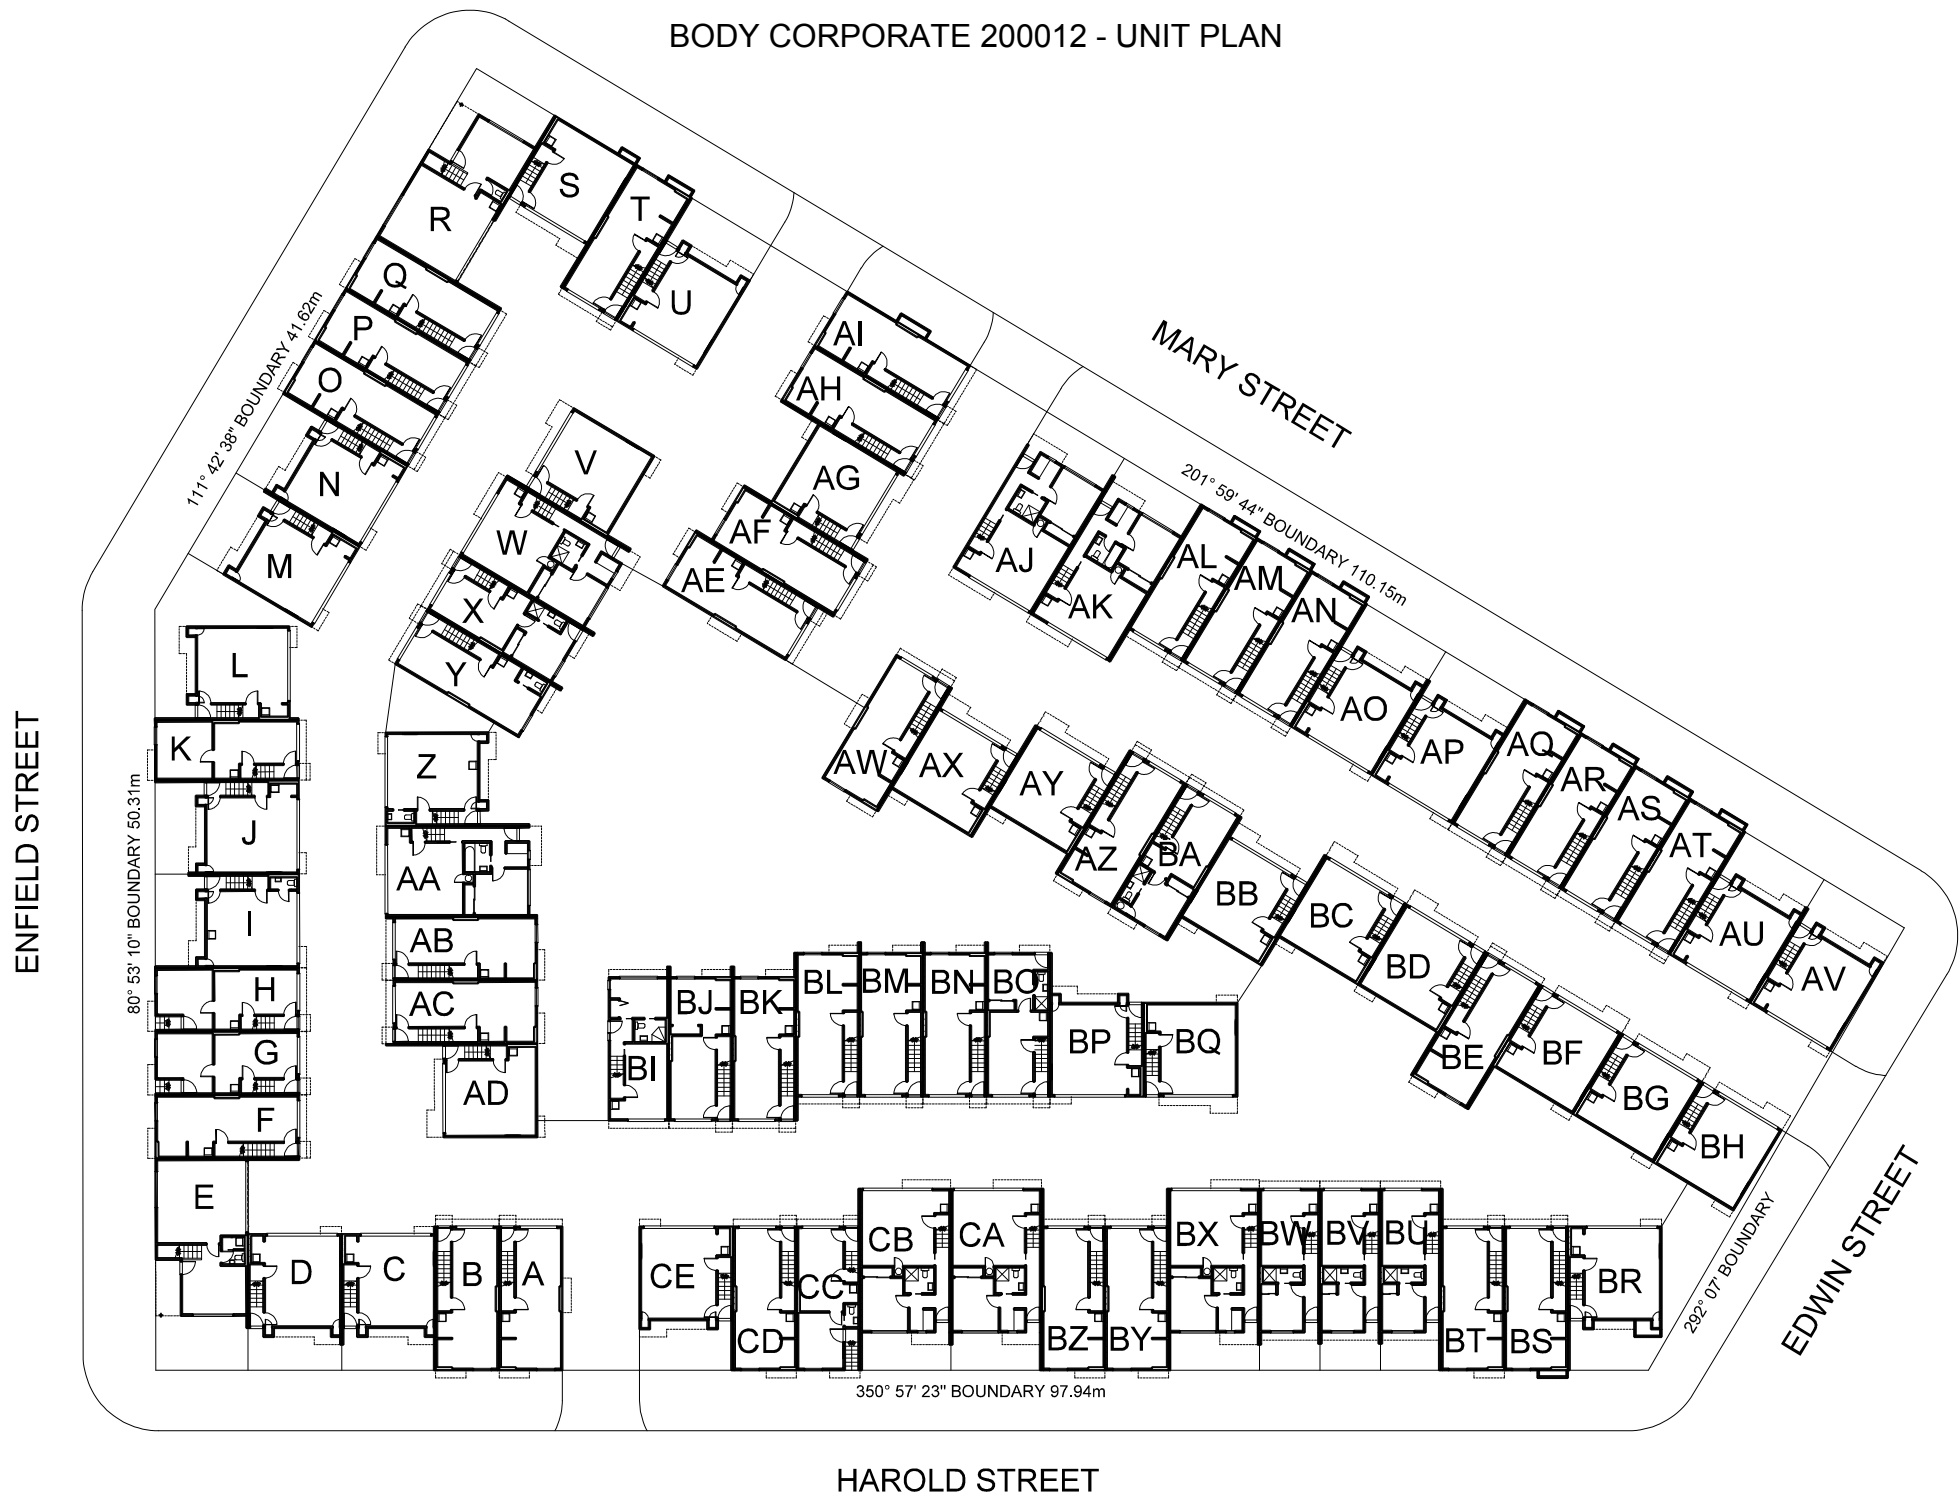 BODY CORPORATE 200012 - UNIT PLAN
S
T
R
U
Q
P
O
N
M
111° 42' 38" BOUNDARY 41.62m
AI
AH
AG
AF
AE
V
W
X
Y
MARY STREET
201° 59' 44" BOUNDARY 110.15m
AJ
AK
AL
AM
AN
AO
AP
AQ
AR
AS
AT
AU
AV
L
K
J
I
H
G
F
E
ENFIELD STREET
80° 53' 10" BOUNDARY 50.31m
Z
AA
AB
AC
AD
AW
AX
AY
AZ
BA
BB
BC
BD
BE
BF
BG
BH
BI
BJ
BK
BL
BM
BN
BO
BP
BQ
D
C
B
A
CE
CD
CC
CB
CA
BZ
BY
BX
BW
BV
BU
BT
BS
BR
292° 07' BOUNDARY
EDWIN STREET
350° 57' 23" BOUNDARY 97.94m
HAROLD STREET